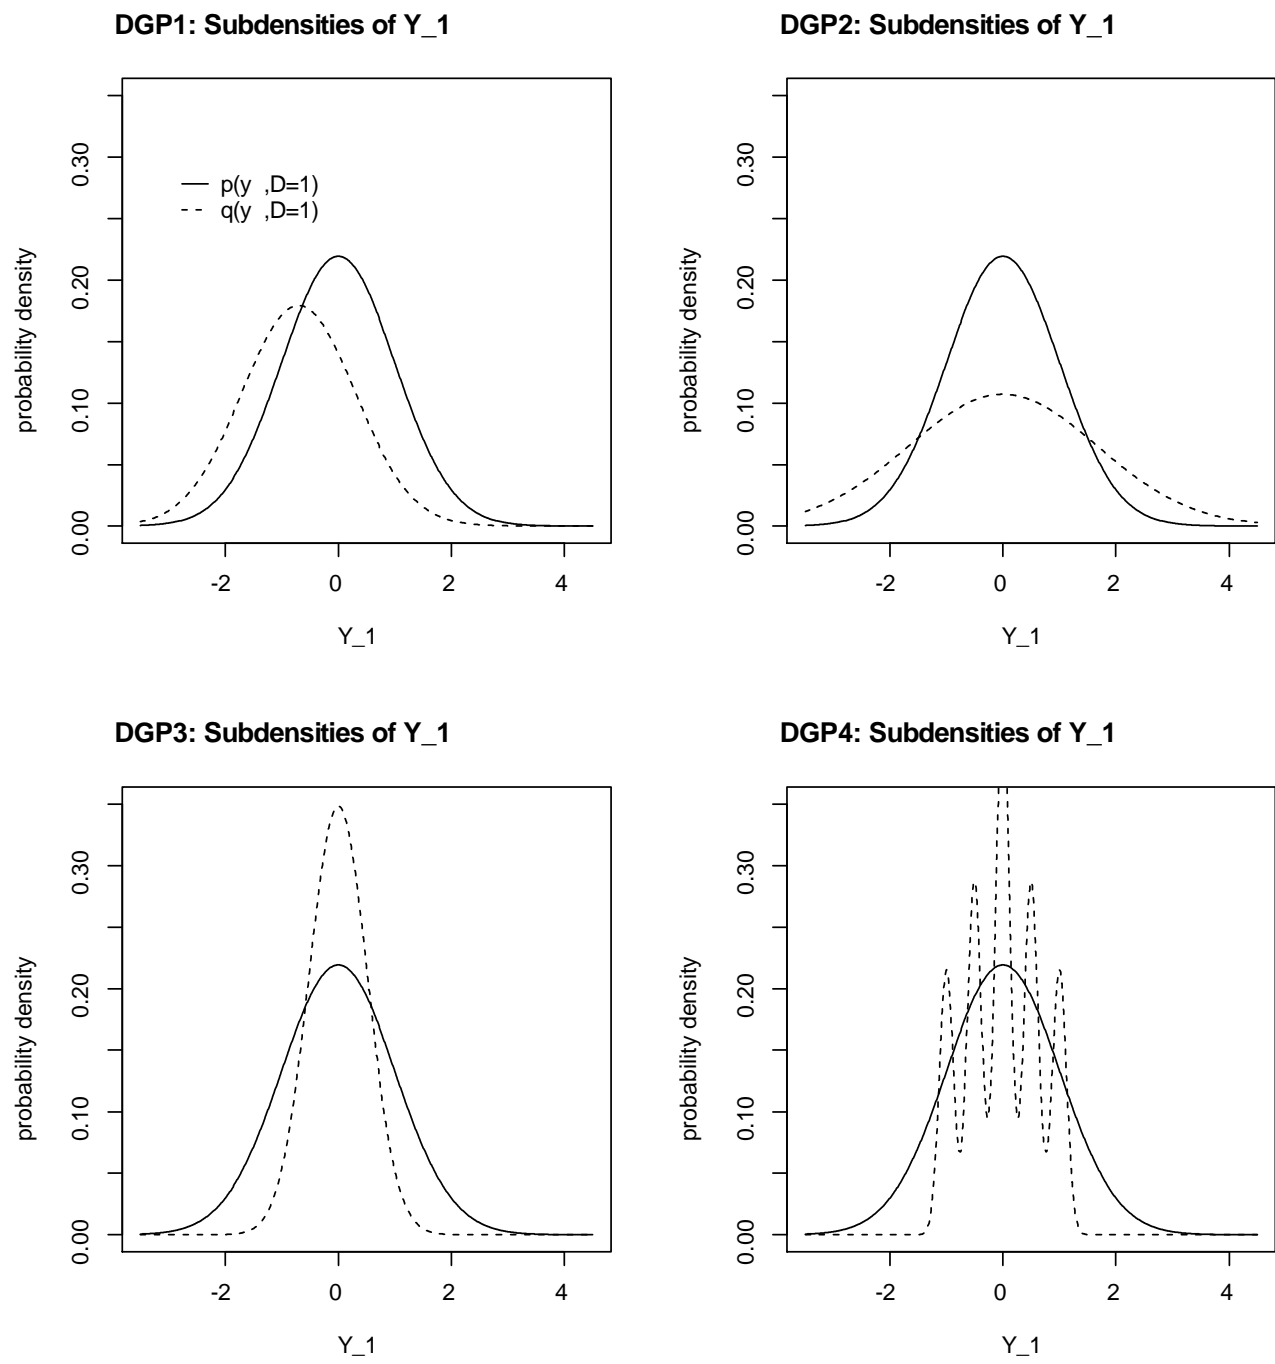 DGP1: Subdensities of Y_1
probability density
0.00 0.10 0.20 0.30
p(y ,D=1)
q(y ,D=1)
-2 0 2 4
Y_1
DGP2: Subdensities of Y_1
probability density
0.00 0.10 0.20 0.30
-2 0 2 4
Y_1
DGP3: Subdensities of Y_1
probability density
0.00 0.10 0.20 0.30
-2 0 2 4
Y_1
DGP4: Subdensities of Y_1
probability density
0.00 0.10 0.20 0.30
-2 0 2 4
Y_1